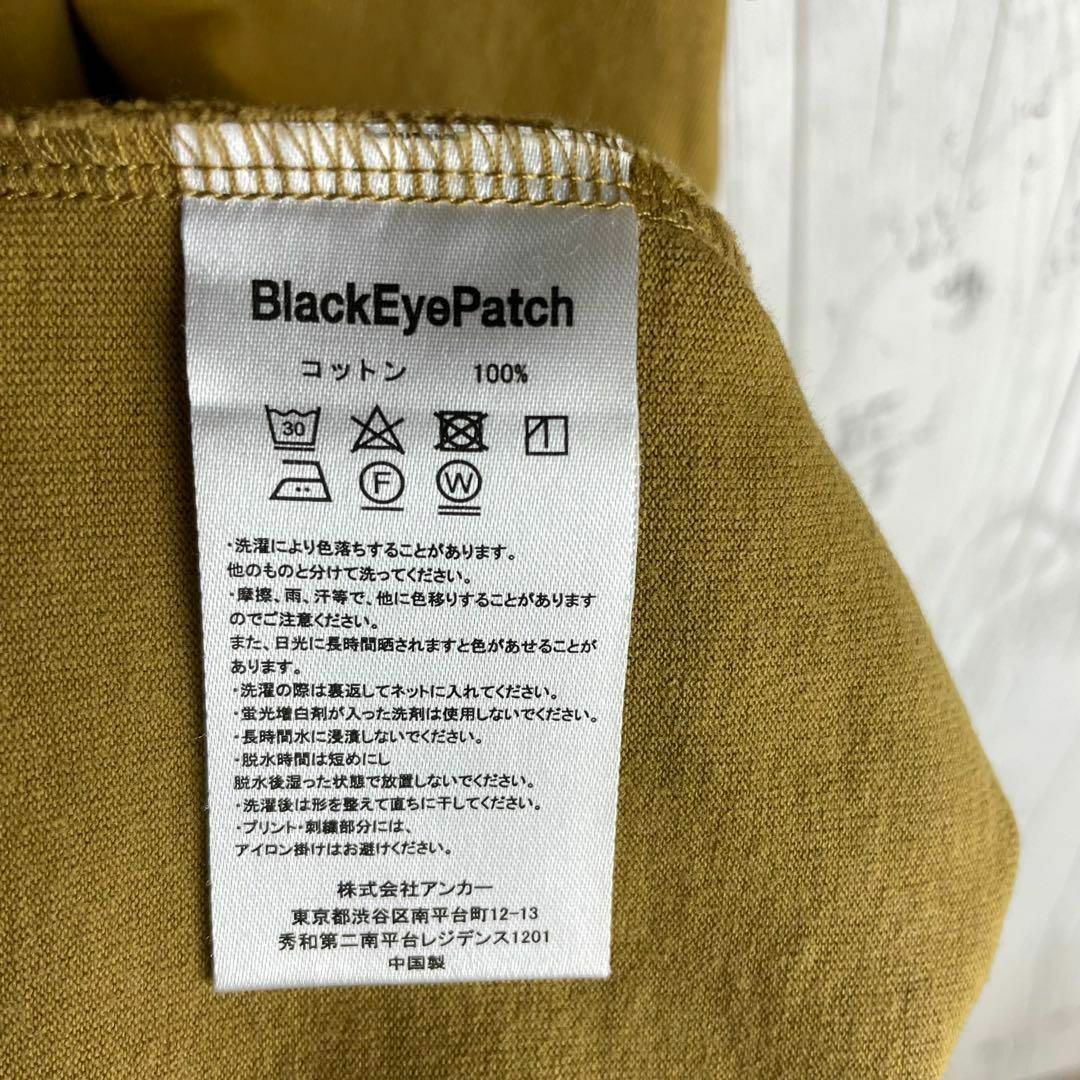 BlackEyePatch
コットン 100%
30
F W
・洗濯により色落ちすることがあります。
他のものと分けて洗ってください。
・摩擦、雨、汗等で、他に色移りすることがあります
のでご注意ください。
また、日光に長時間晒されますと色があせることが
あります。
・洗濯の際は裏返してネットに入れてください。
・蛍光増白剤が入った洗剤は使用しないでください。
・長時間水に浸漬しないでください。
・脱水時間は短めにし
脱水後湿った状態で放置しないでください。
・洗濯後は形を整えて直ちに干してください。
・プリント・刺繍部分には、
アイロン掛けはお避けください。
株式会社アンカー
東京都渋谷区南平台町12-13
秀和第二南平台レジデンス1201
中国製